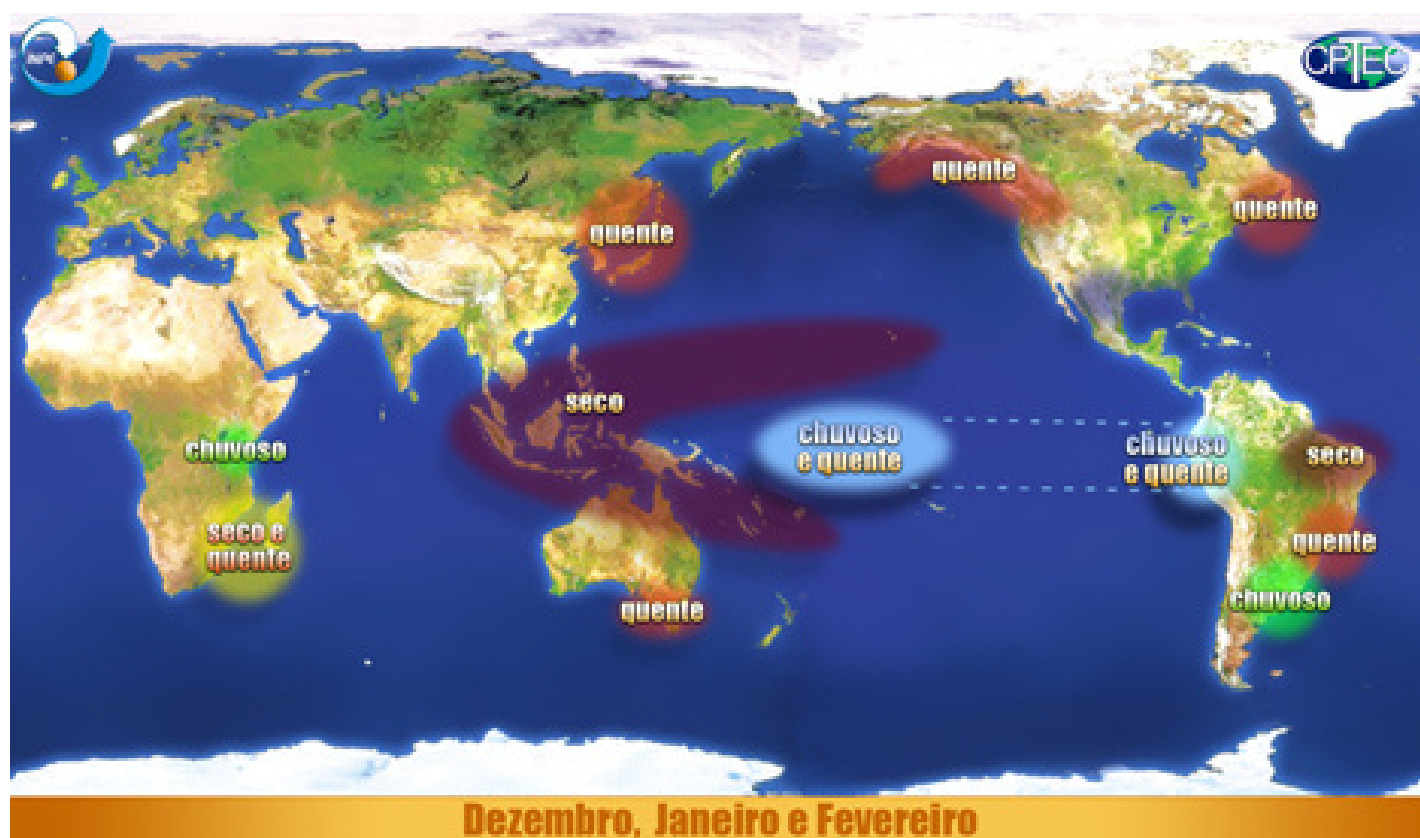 INPE
CPTEC
quente
quente
quente
seco
chuvoso
e quente
chuvoso
e quente
seco
chuvoso
seco e
quente
quente
quente
chuvoso
Dezembro, Janeiro e Fevereiro